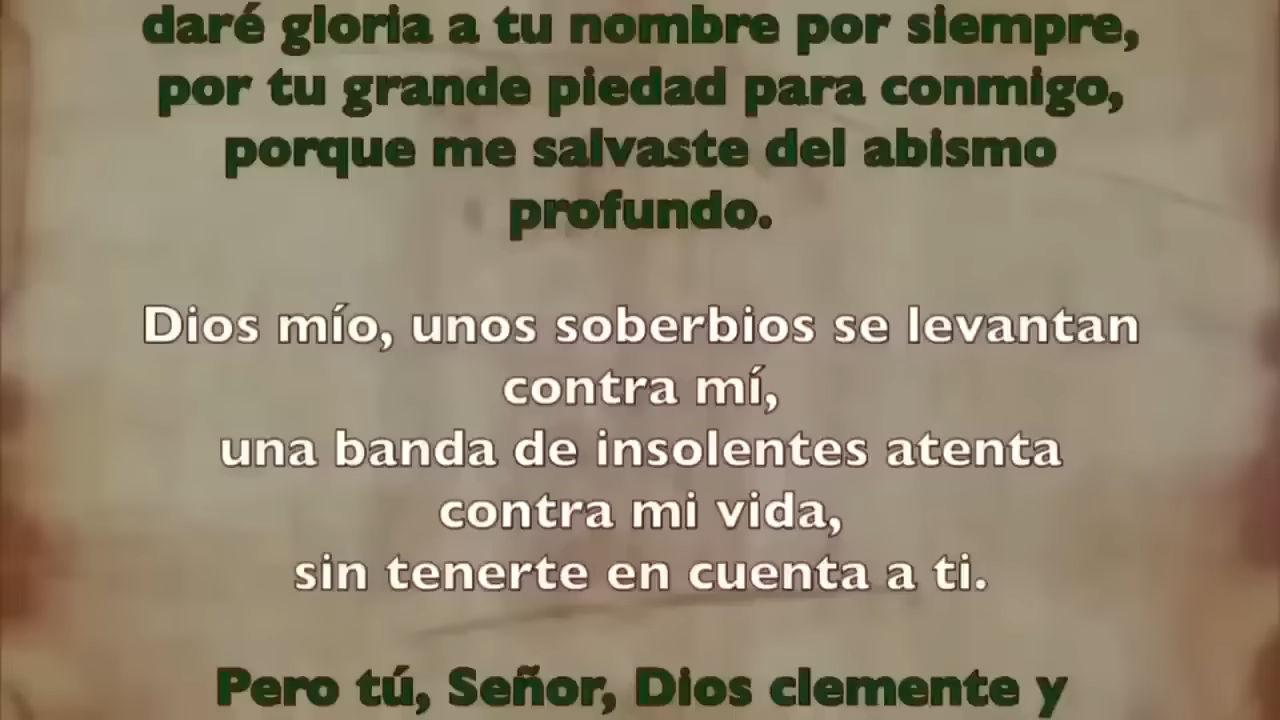 daré gloria a tu nombre por siempre,
por tu grande piedad para conmigo,
porque me salvaste del abismo
profundo.
Dios mío, unos soberbios se levantan
contra mí,
una banda de insolentes atenta
contra mi vida,
sin tenerte en cuenta a ti.
Pero tú, Señor, Dios clemente y